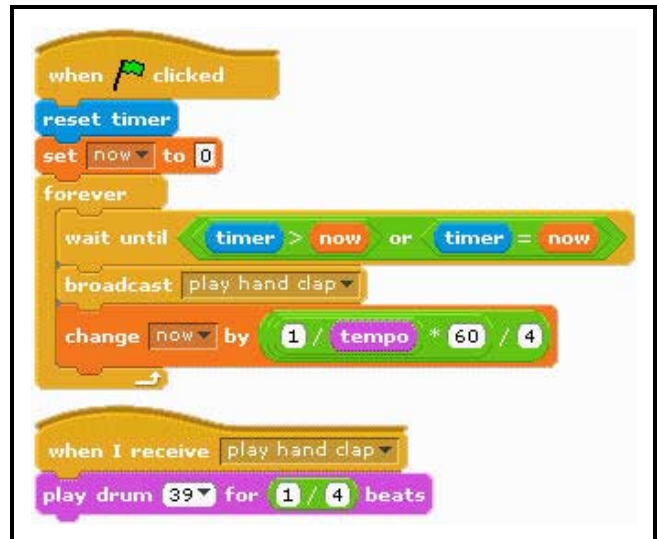 when clicked
reset timer
set now to 0
forever
wait until timer > now or timer = now
broadcast play hand clap
change now by 1 / tempo * 60 / 4
when I receive play hand clap
play drum 39 for 1 / 4 beats